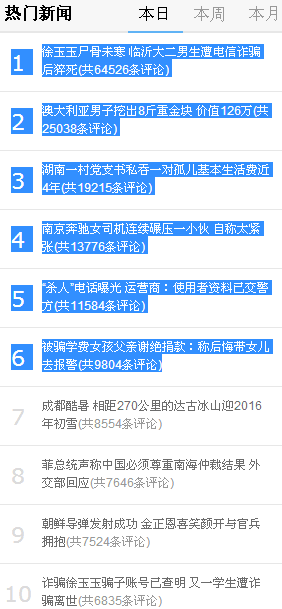 热门新闻 本日 本周 本月
1 徐玉玉尸骨未寒 临沂大二男生遭电信诈骗
后猝死(共64526条评论)
2 澳大利亚男子挖出8斤重金块 价值126万(共
25038条评论)
3 湖南一村党支书私吞一对孤儿基本生活费近
4年(共19215条评论)
4 南京奔驰女司机连续碾压一小伙 自称太紧
张(共13776条评论)
5 “杀人”电话曝光 运营商：使用者资料已交警
方(共11584条评论)
6 被骗学费女孩父亲谢绝捐款：称后悔带女儿
去报警(共9804条评论)
7 成都酷暑 相距270公里的达古冰山迎2016
年初雪(共8554条评论)
8 菲总统声称中国必须尊重南海仲裁结果 外
交部回应(共7646条评论)
9 朝鲜导弹发射成功 金正恩喜笑颜开与官兵
拥抱(共7524条评论)
10 诈骗徐玉玉骗子账号已查明 又一学生遭诈
骗离世(共6835条评论)